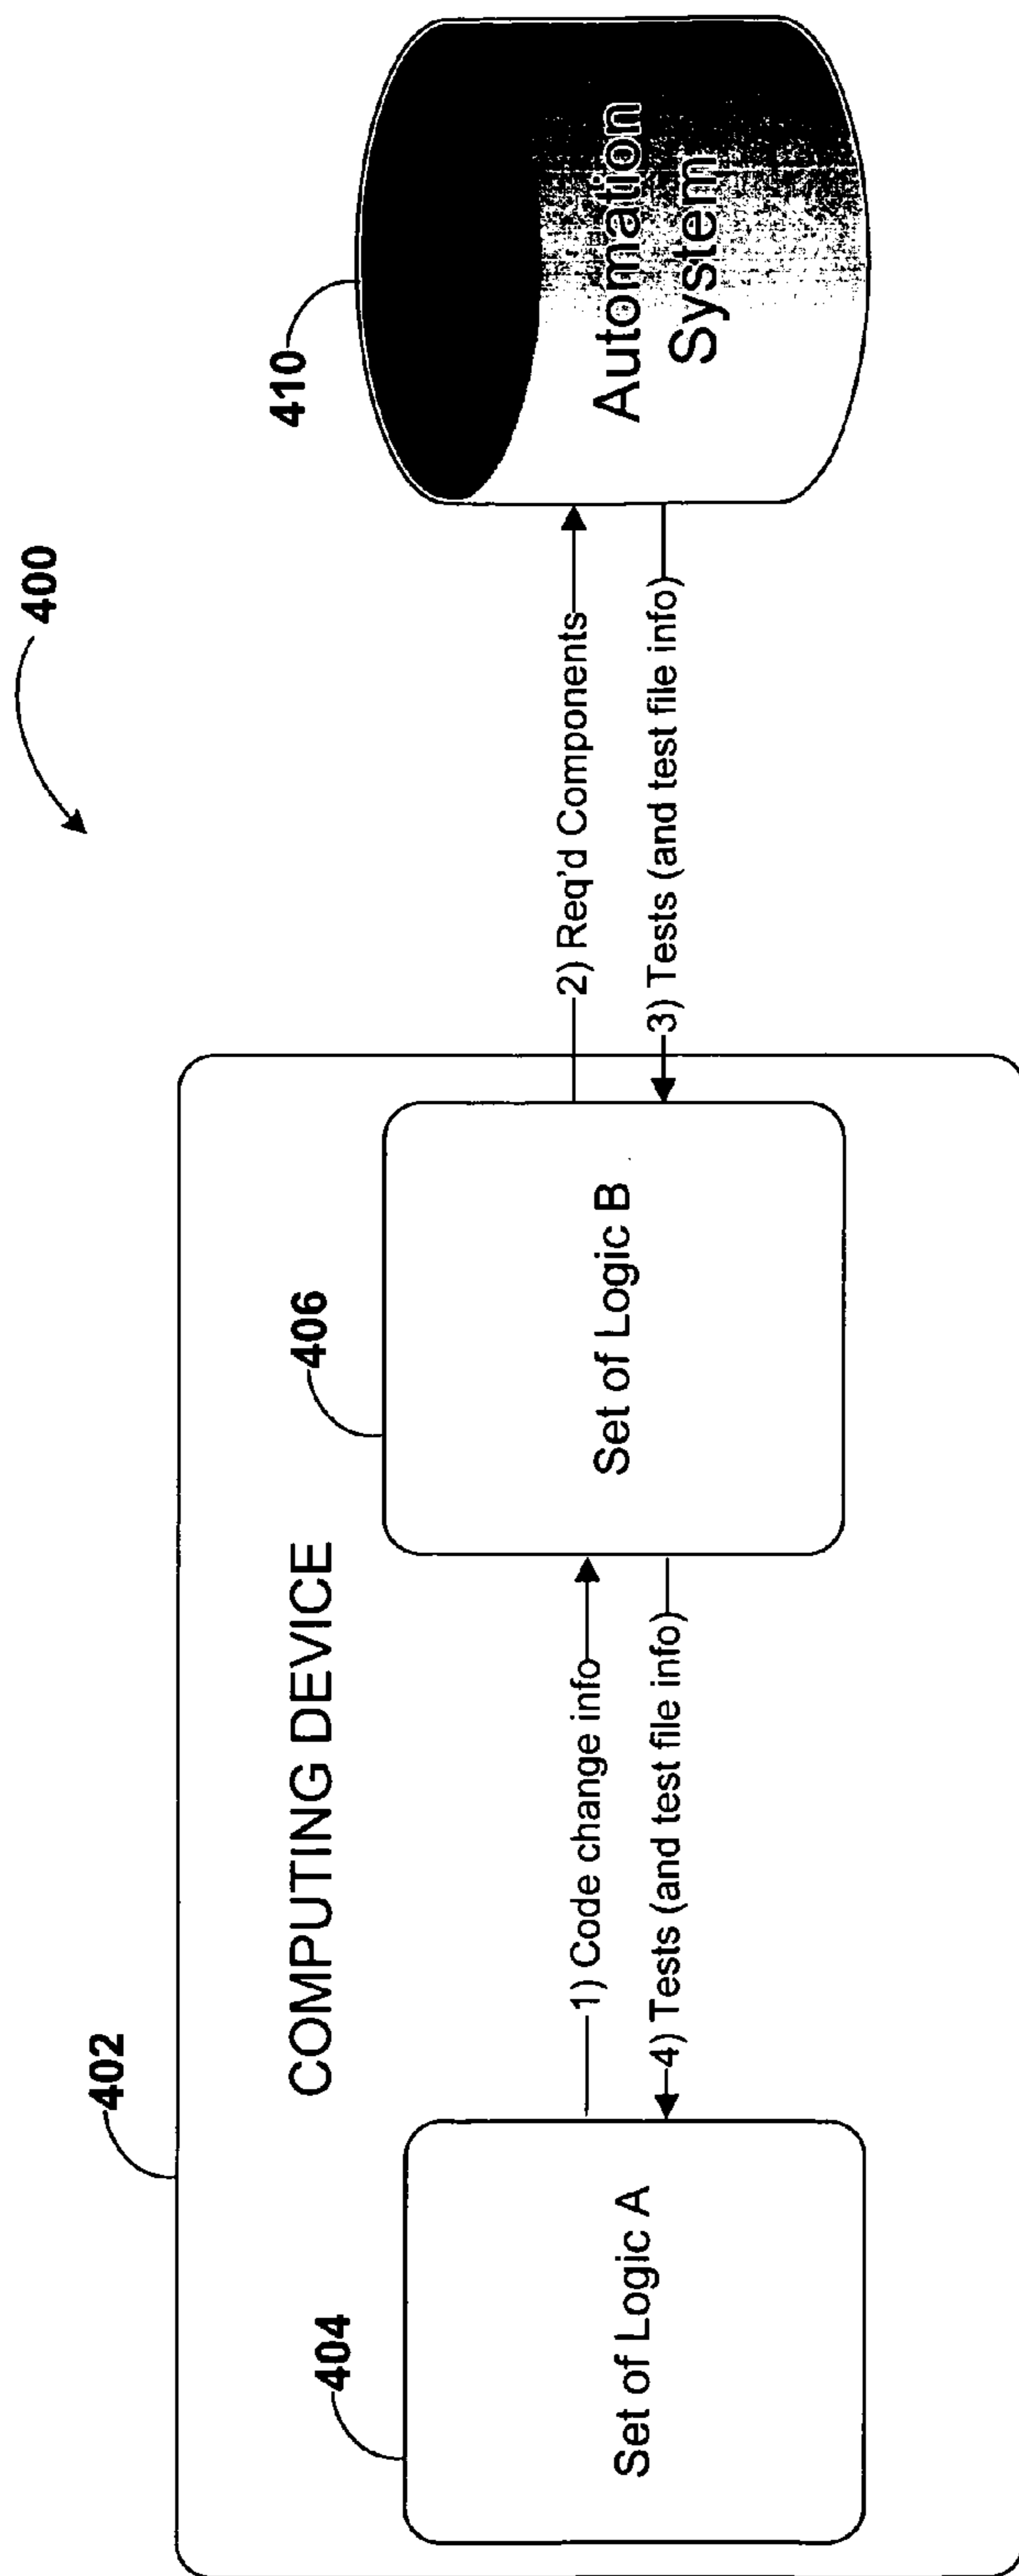 400
402
COMPUTING DEVICE
404
Set of Logic A
1) Code change info
4) Tests (and test file info)
406
Set of Logic B
2) Req'd Components
3) Tests (and test file info)
410
Automation
System